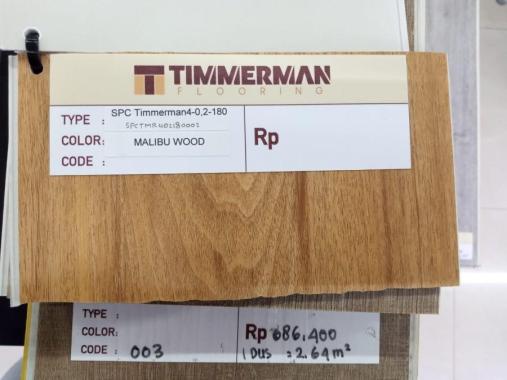 TIMMERMAN
FLOORING
TYPE : SPC Timmerman4-0,2-180
SPCTMR402180002
COLOR: MALIBU WOOD
CODE :
Rp
TYPE :
COLOR:
CODE : 003
Rp 686.400
1 DUS : 2.64 m²